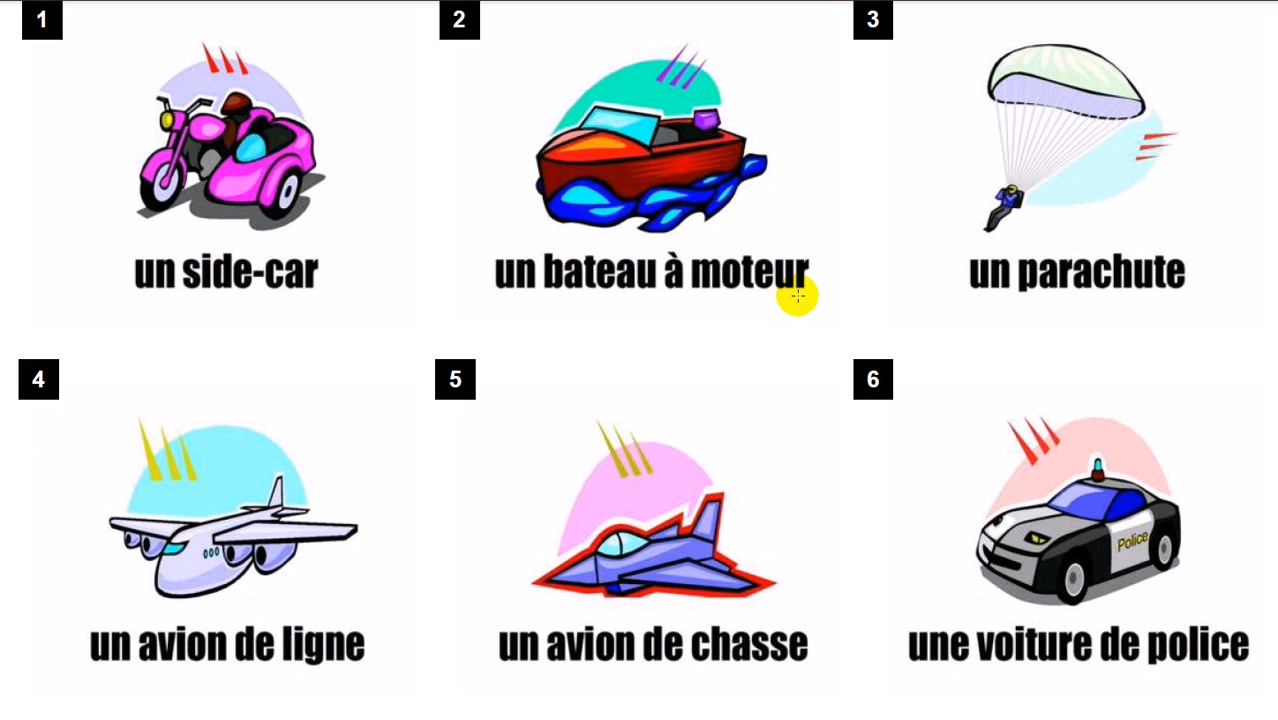 1
2
3
un side-car
un bateau à moteur
un parachute
4
5
6
Police
un avion de ligne
un avion de chasse
une voiture de police